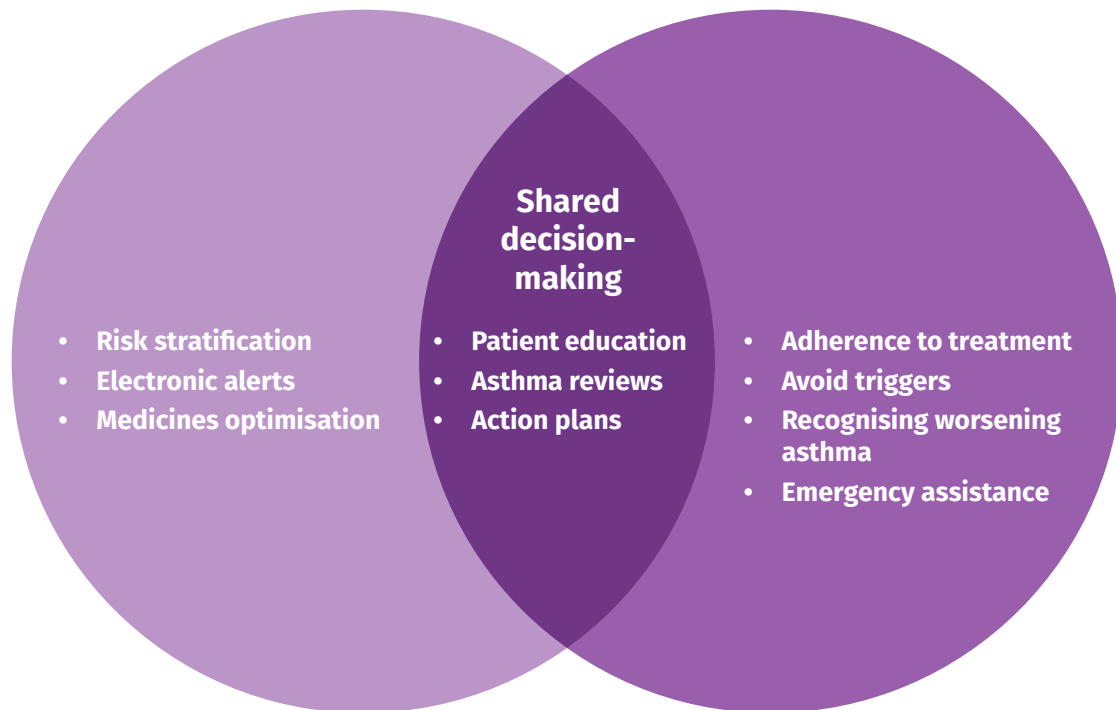 Shared
decision-
making
• Risk stratification
• Electronic alerts
• Medicines optimisation
• Patient education
• Asthma reviews
• Action plans
• Adherence to treatment
• Avoid triggers
• Recognising worsening
asthma
• Emergency assistance